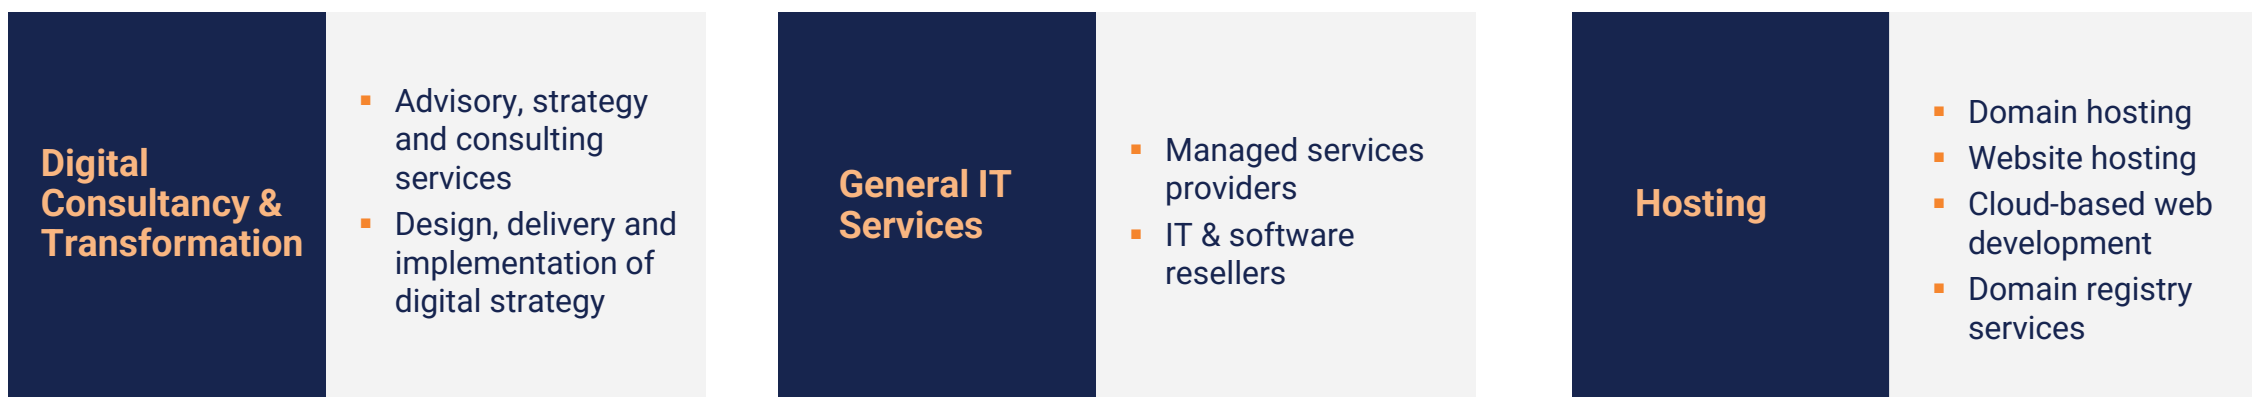 Digital
Consultancy &
Transformation
▪ Advisory, strategy
and consulting
services
▪ Design, delivery and
implementation of
digital strategy
General IT
Services
▪ Managed services
providers
▪ IT & software
resellers
Hosting
▪ Domain hosting
▪ Website hosting
▪ Cloud-based web
development
▪ Domain registry
services